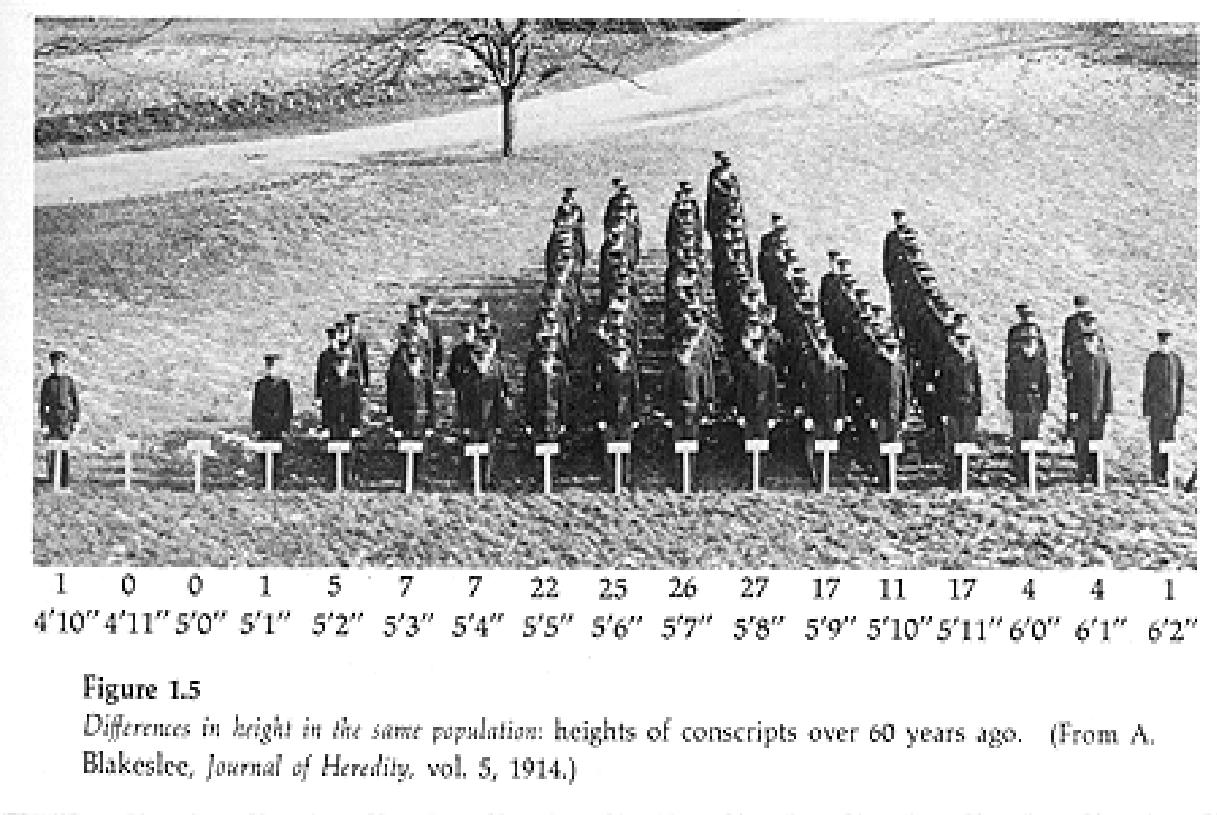 1 0 0 1 5 7 7 22 25 26 27 17 11 17 4 4 1
4'10" 4'11" 5'0" 5'1" 5'2" 5'3" 5'4" 5'5" 5'6" 5'7" 5'8" 5'9" 5'10" 5'11" 6'0" 6'1" 6'2"
Figure 1.5
Differences in height in the same population: heights of conscripts over 60 years ago. (From A.
Blakeslee, Journal of Heredity, vol. 5, 1914.)